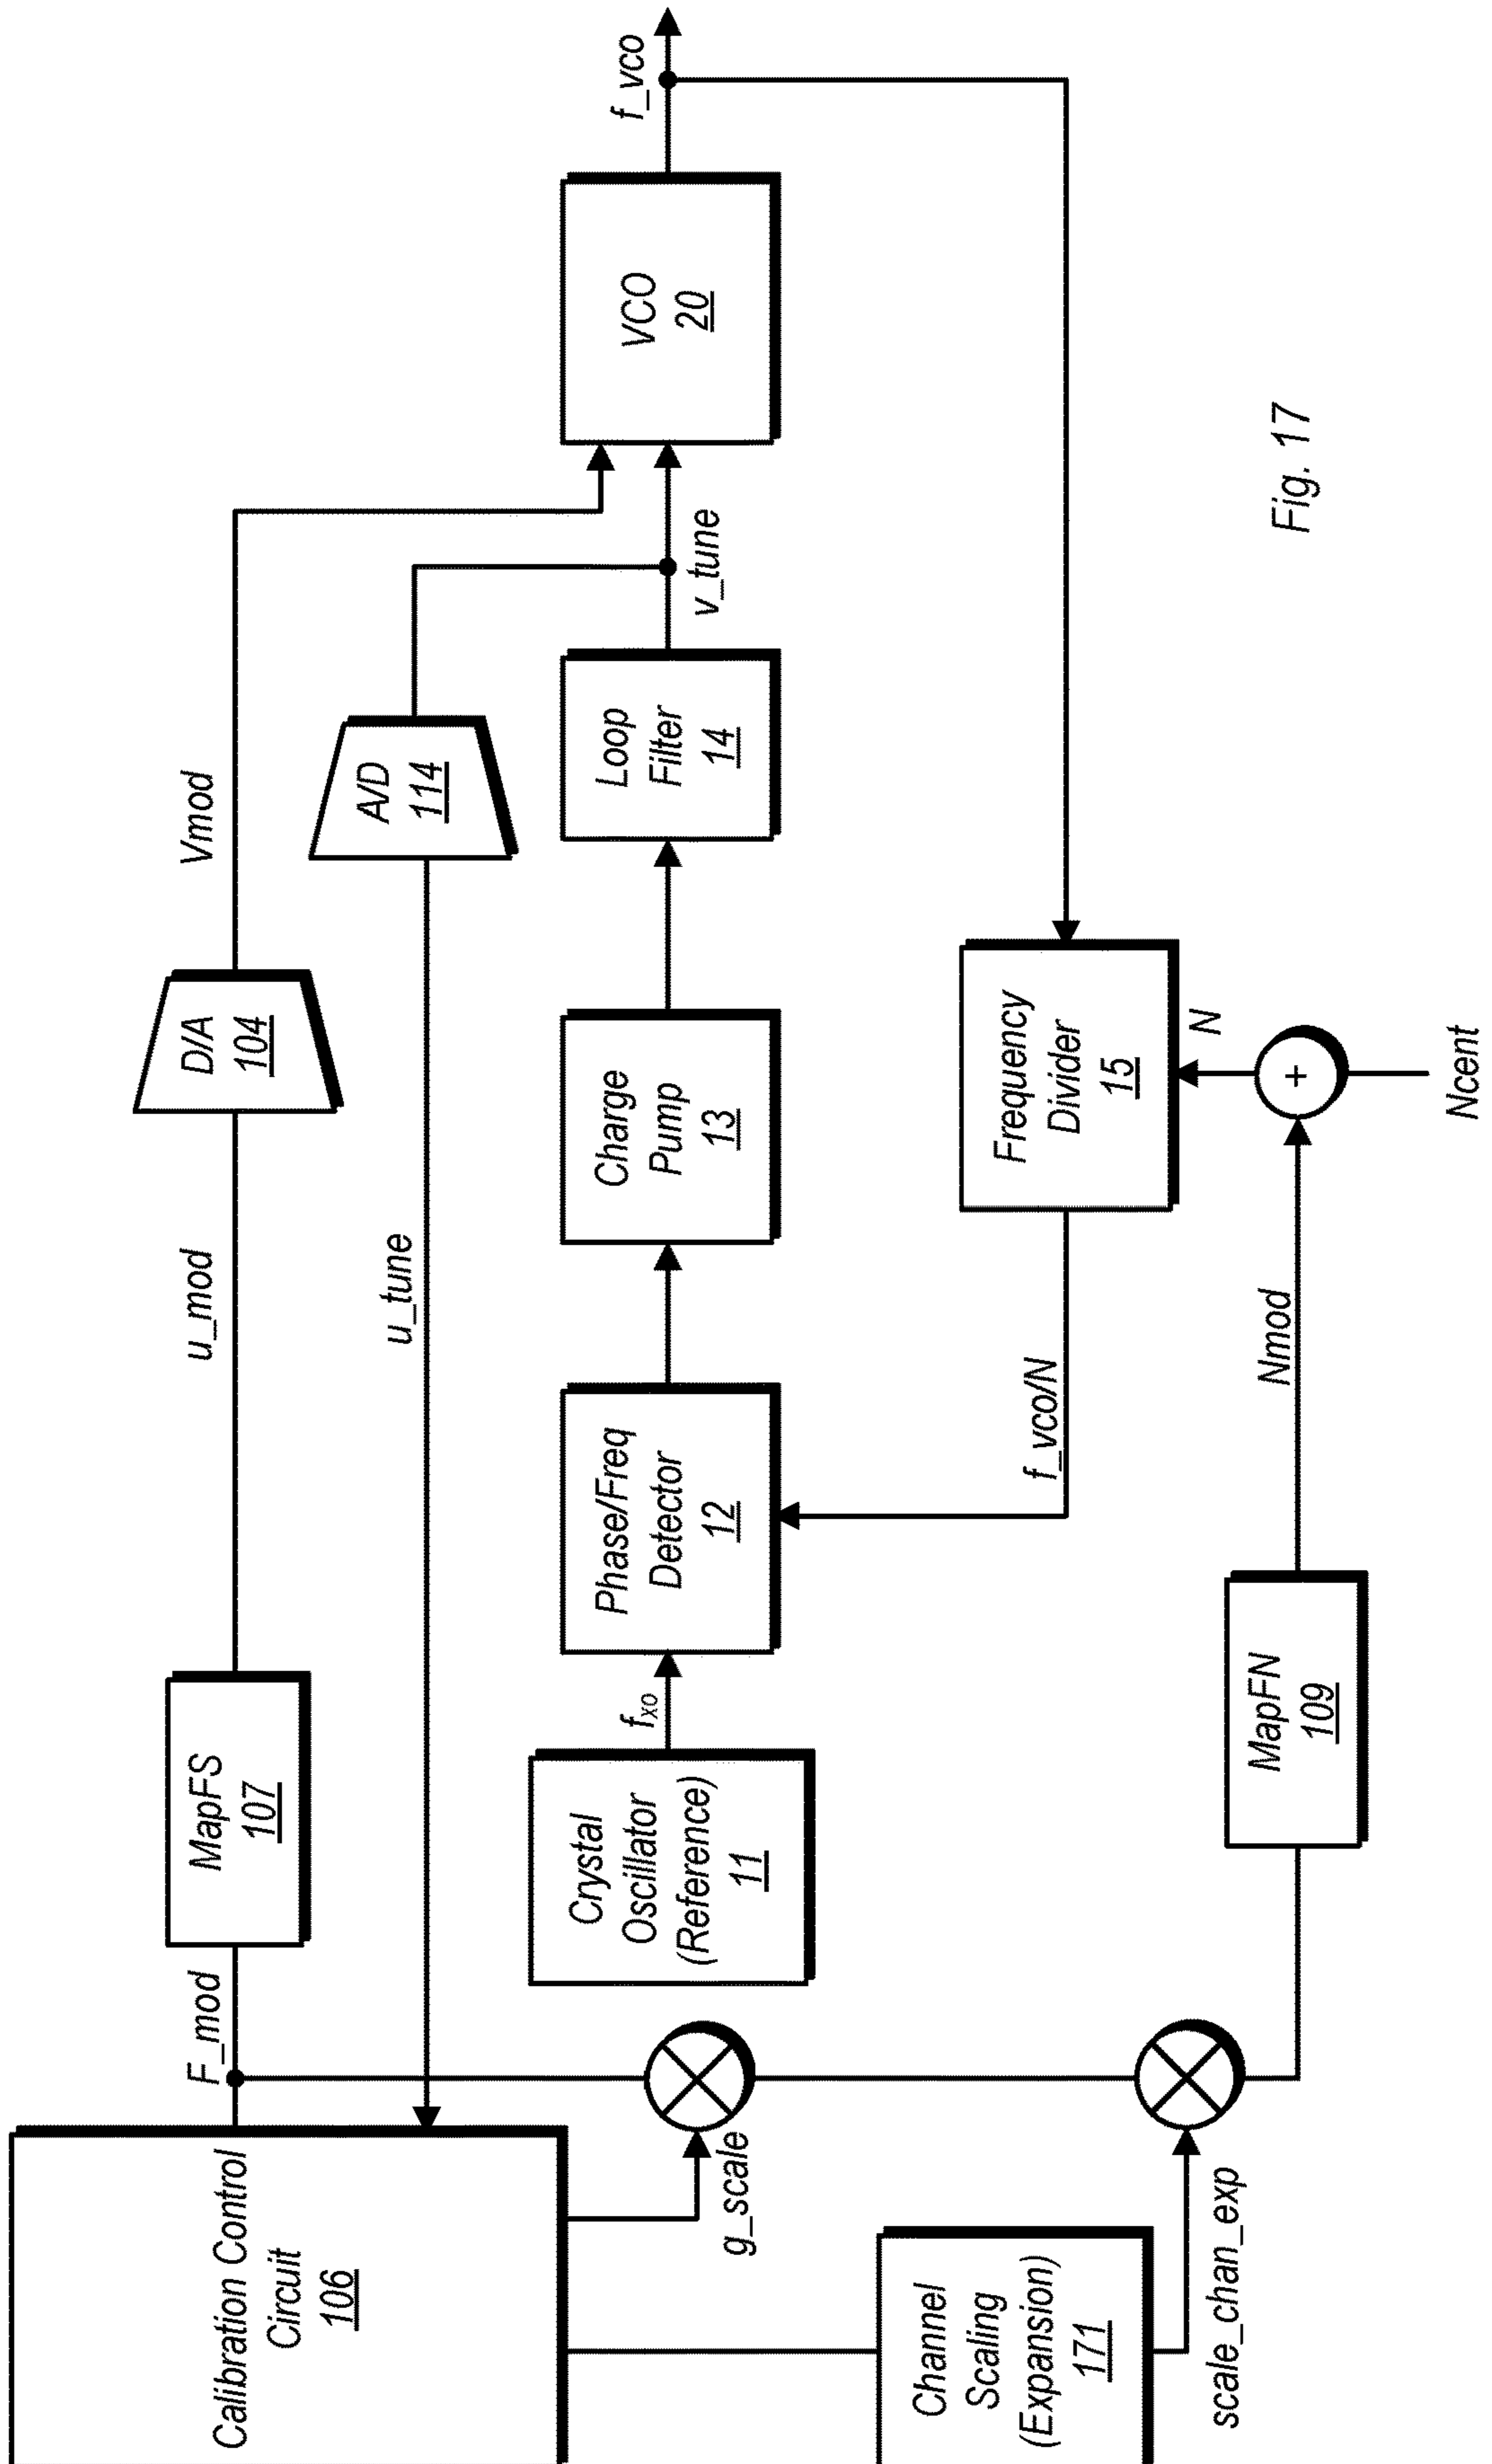 Calibration Control
Circuit
106
F_mod
MapFS
107
u_mod
D/A
104
Vmod
u_tune
A/D
114
g_scale
Crystal
Oscillator
(Reference)
11
fxo
Phase/Freq
Detector
12
Charge
Pump
13
Loop
Filter
14
v_tune
VCO
20
f_vco
Channel
Scaling
(Expansion)
171
scale_chan_exp
f_vco/N
Frequency
Divider
15
N
MapFN
109
Nmod
+
Ncent
Fig. 17